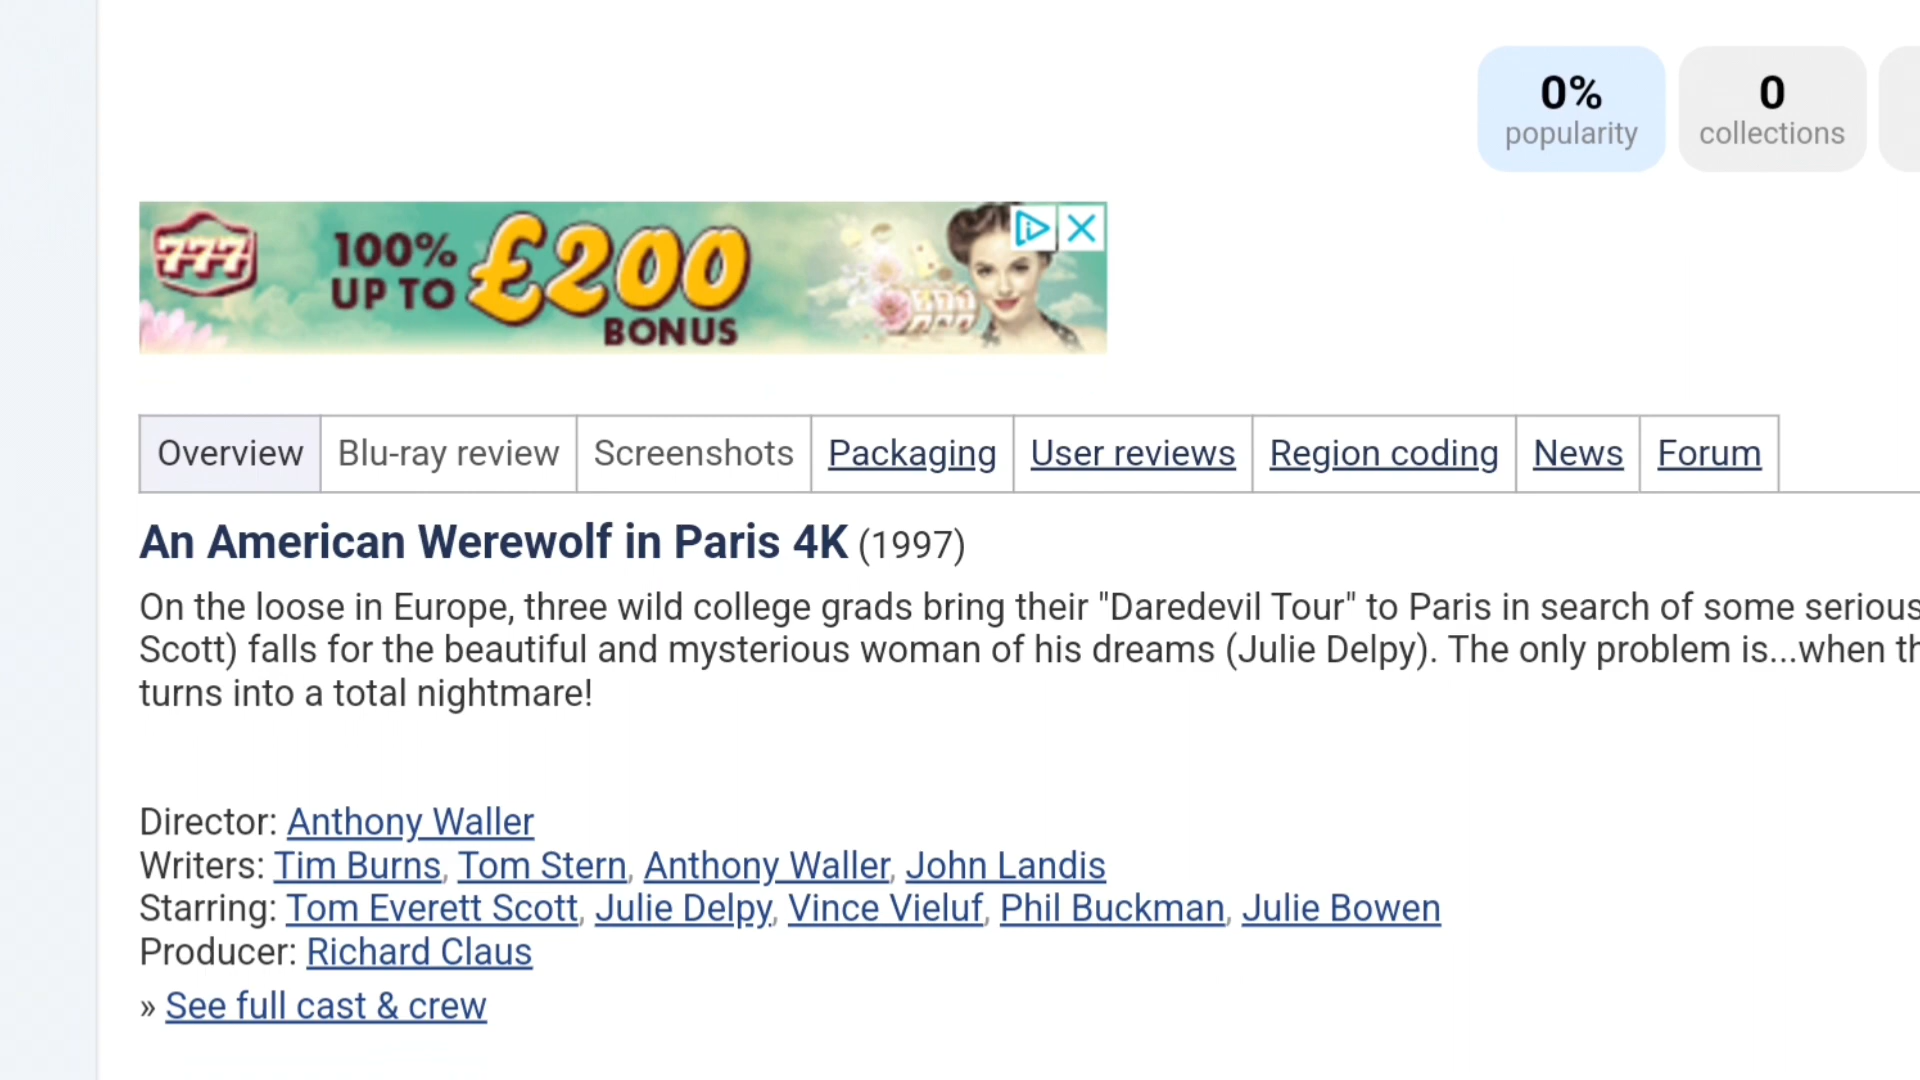 0%
popularity
0
collections
777
100%
UP TO
£200
BONUS
Overview
Blu-ray review
Screenshots
Packaging
User reviews
Region coding
News
Forum
An American Werewolf in Paris 4K (1997)
On the loose in Europe, three wild college grads bring their "Daredevil Tour" to Paris in search of some serious
Scott) falls for the beautiful and mysterious woman of his dreams (Julie Delpy). The only problem is...when
turns into a total nightmare!
Director: Anthony Waller
Writers: Tim Burns, Tom Stern, Anthony Waller, John Landis
Starring: Tom Everett Scott, Julie Delpy, Vince Vieluf, Phil Buckman, Julie Bowen
Producer: Richard Claus
» See full cast & crew